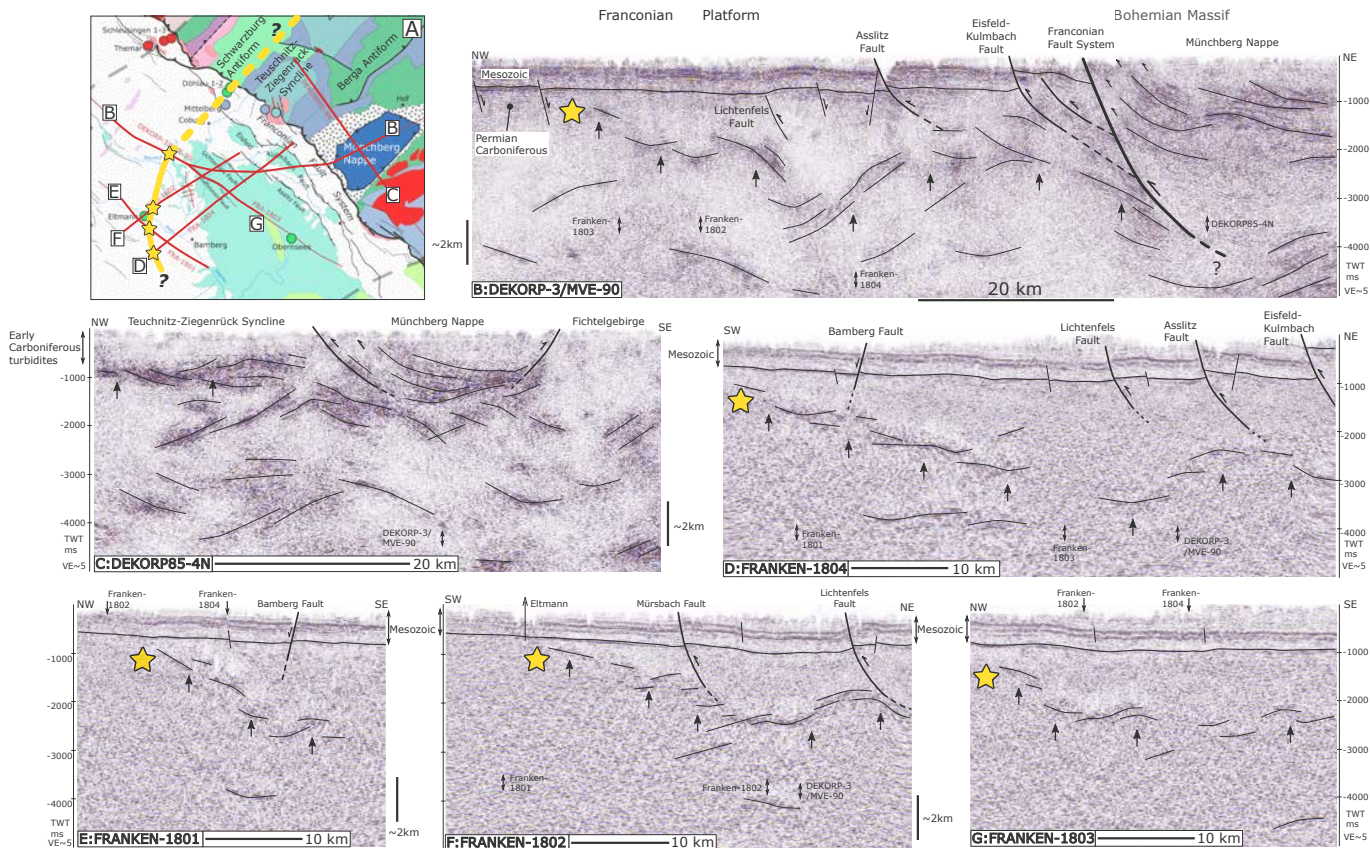 A
Schleusingen 1-3
Themar
Schwarzburg
Antiform
?
Teuschnitz-
Ziegenrück
Syncline
Berga Antiform
Döhlau 1-2
Mittelberg
Coburg
Hof
B
B
Münchberg
Nappe
Franconian
Fault
System
E
Eltmann
F
D
G
C
Bamberg
Obernsees
?
Franconian Platform
Bohemian Massif
NW
Asslitz
Fault
Eisfeld-
Kulmbach
Fault
Franconian
Fault System
Münchberg Nappe
NE
Mesozoic
Permian
Carboniferous
Lichtenfels
Fault
Franken-
1803
Franken-
1802
Franken-
1804
DEKORP85-4N
?
~2km
-1000
-2000
-3000
-4000
TWT
ms
VE~5
B:DEKORP-3/MVE-90
20 km
NW
Teuchnitz-Ziegenrück Syncline
Münchberg Nappe
Fichtelgebirge
SE
Early
Carboniferous
turbidites
-1000
-2000
-3000
-4000
TWT
ms
VE~5
DEKORP-3/
MVE-90
~2km
C:DEKORP85-4N
20 km
SW
Bamberg Fault
Lichtenfels
Fault
Asslitz
Fault
Eisfeld-
Kulmbach
Fault
NE
Mesozoic
Franken-
1801
Franken-
1803
DEKORP-3
/MVE-90
-1000
-2000
-3000
-4000
TWT
ms
VE~5
D:FRANKEN-1804
10 km
NW
Franken-
1802
Franken-
1804
Bamberg Fault
SE
Mesozoic
-1000
-2000
-3000
-4000
TWT
ms
VE~5
~2km
E:FRANKEN-1801
10 km
SW
Eltmann
Mürsbach Fault
Lichtenfels
Fault
NE
Mesozoic
Franken-
1801
Franken-1802
DEKORP-3
/MVE-90
~2km
F:FRANKEN-1802
10 km
NW
Franken-
1802
Franken-
1804
SE
-1000
-2000
-3000
-4000
TWT
ms
VE~5
G:FRANKEN-1803
10 km